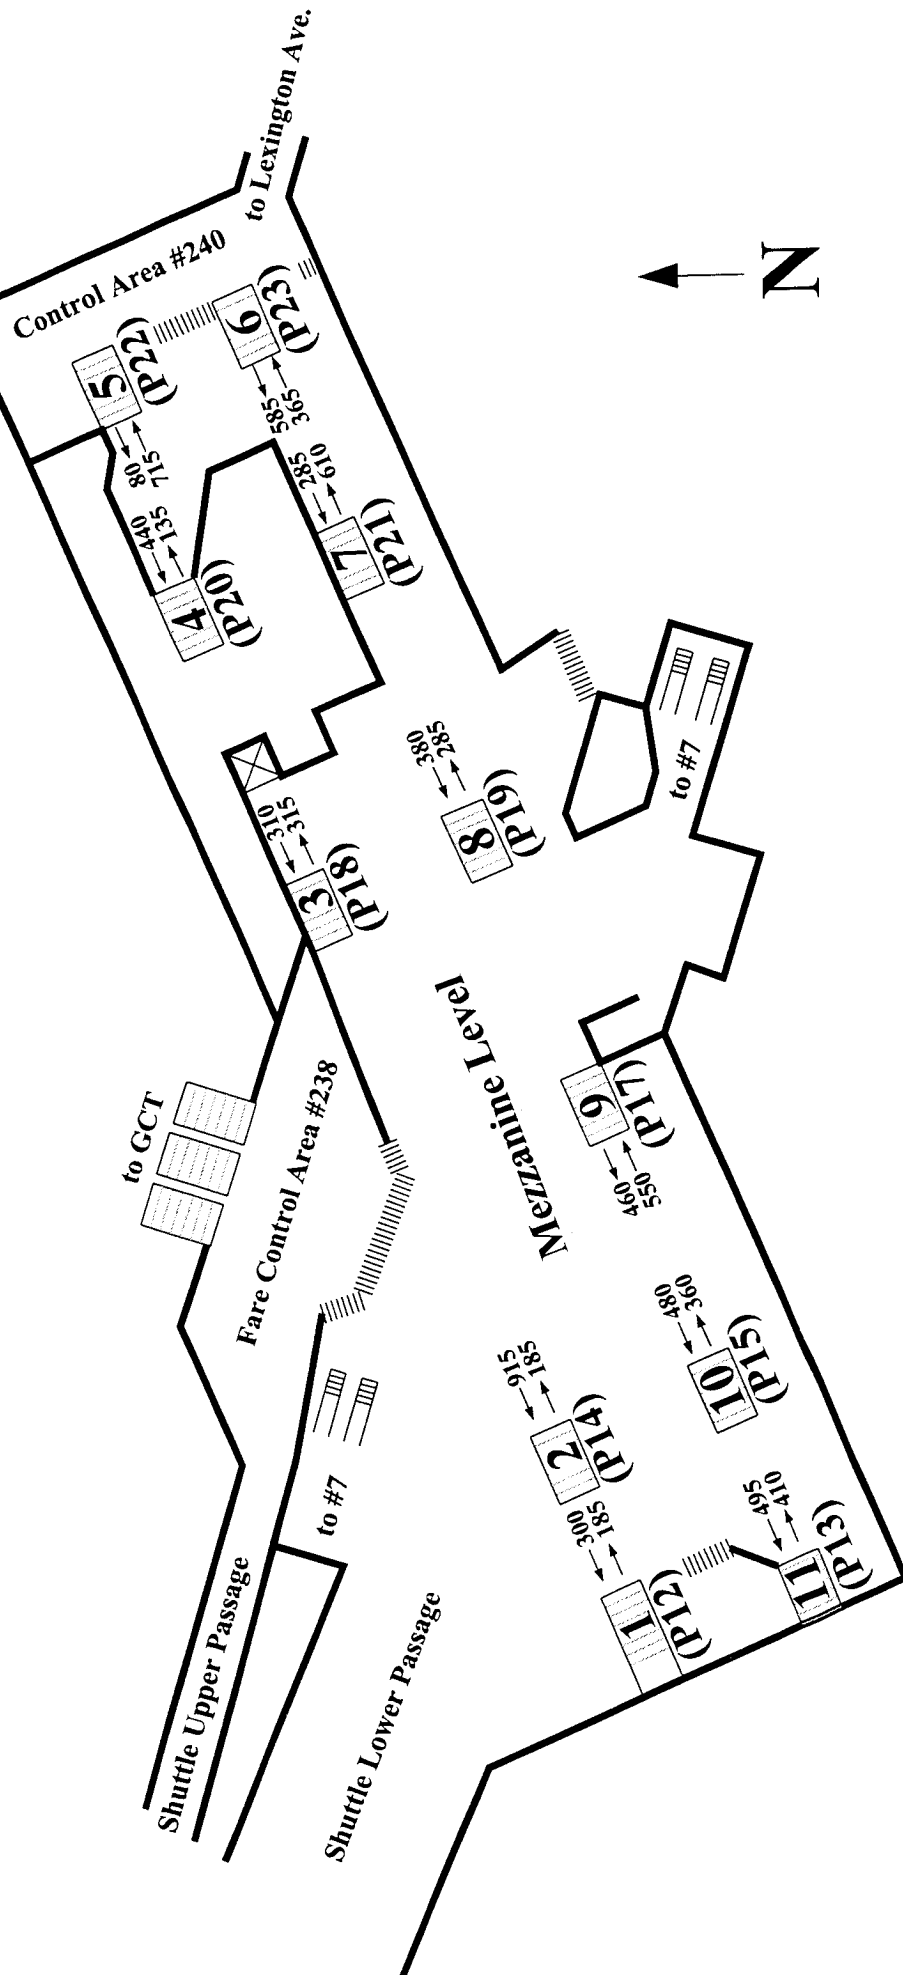 to Lexington Ave.
Control Area #240
5
(P22)
80
715
6
(P23)
585
365
N
4
(P20)
440
135
7
(P21)
285
610
3
(P18)
310
315
8
(P19)
380
285
to #7
Mezzanine Level
to GCT
Fare Control Area #238
9
(P17)
460
550
10
(P15)
480
360
2
(P14)
915
185
to #7
11
(P13)
495
410
1
(P12)
300
185
Shuttle Upper Passage
Shuttle Lower Passage